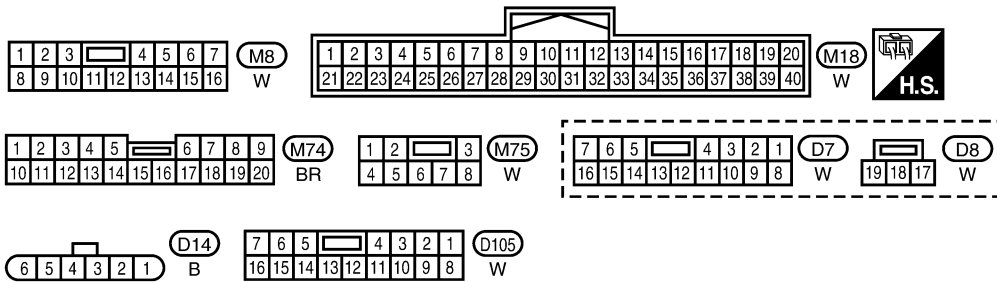 1 2 3 4 5 6 7 M8
8 9 10 11 12 13 14 15 16 W
1 2 3 4 5 6 7 8 9 10 11 12 13 14 15 16 17 18 19 20 M18
21 22 23 24 25 26 27 28 29 30 31 32 33 34 35 36 37 38 39 40 W
H.S.
1 2 3 4 5 6 7 8 9 M74
10 11 12 13 14 15 16 17 18 19 20 BR
1 2 3 M75
4 5 6 7 8 W
7 6 5 4 3 2 1 D7
16 15 14 13 12 11 10 9 8 W
D8
19 18 17 W
6 5 4 3 2 1 D14
B
7 6 5 4 3 2 1 D105
16 15 14 13 12 11 10 9 8 W